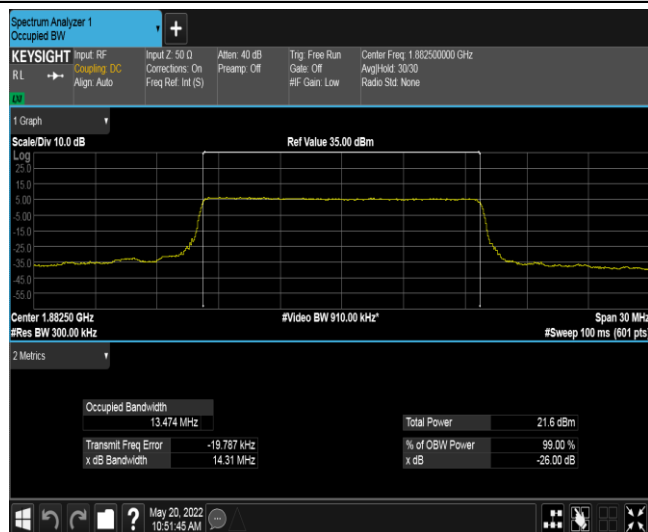 Spectrum Analyzer 1
Occupied BW
KEYSIGHT Input: RF Input Z: 50 Ω Atten: 40 dB Trig: Free Run Center Freq: 1.882500000 GHz
RL Coupling: DC Corrections: On Preamp: Off Gate: Off Avg|Hold: 30/30
Align: Auto Freq Ref: Int (S) #IF Gain: Low Radio Std: None
LXI
1 Graph
Scale/Div 10.0 dB Ref Value 35.00 dBm
Log
25.0
15.0
5.00
-5.00
-15.0
-25.0
-35.0
-45.0
-55.0
Center 1.88250 GHz #Video BW 910.00 kHz* Span 30 MHz
#Res BW 300.00 kHz #Sweep 100 ms (601 pts)
2 Metrics
Occupied Bandwidth
13.474 MHz Total Power 21.6 dBm
Transmit Freq Error -19.787 kHz % of OBW Power 99.00 %
x dB Bandwidth 14.31 MHz x dB -26.00 dB
? May 20, 2022
10:51:45 AM